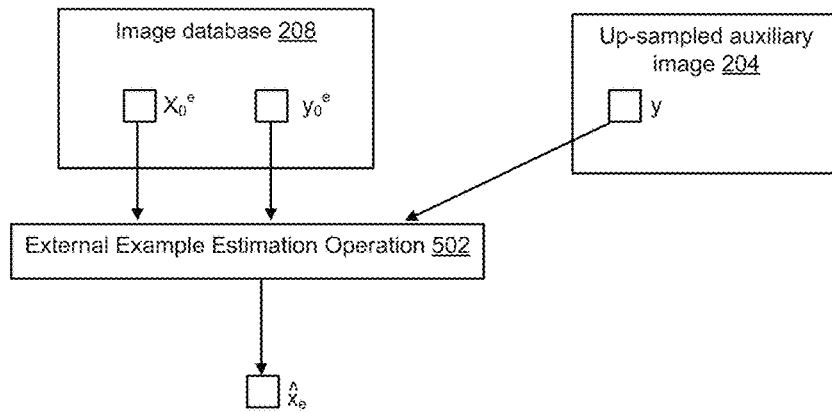 Image database 208
Up-sampled auxiliary
image 204
X₀ᵉ
y₀ᵉ
y
External Example Estimation Operation 502
x̂ₑ